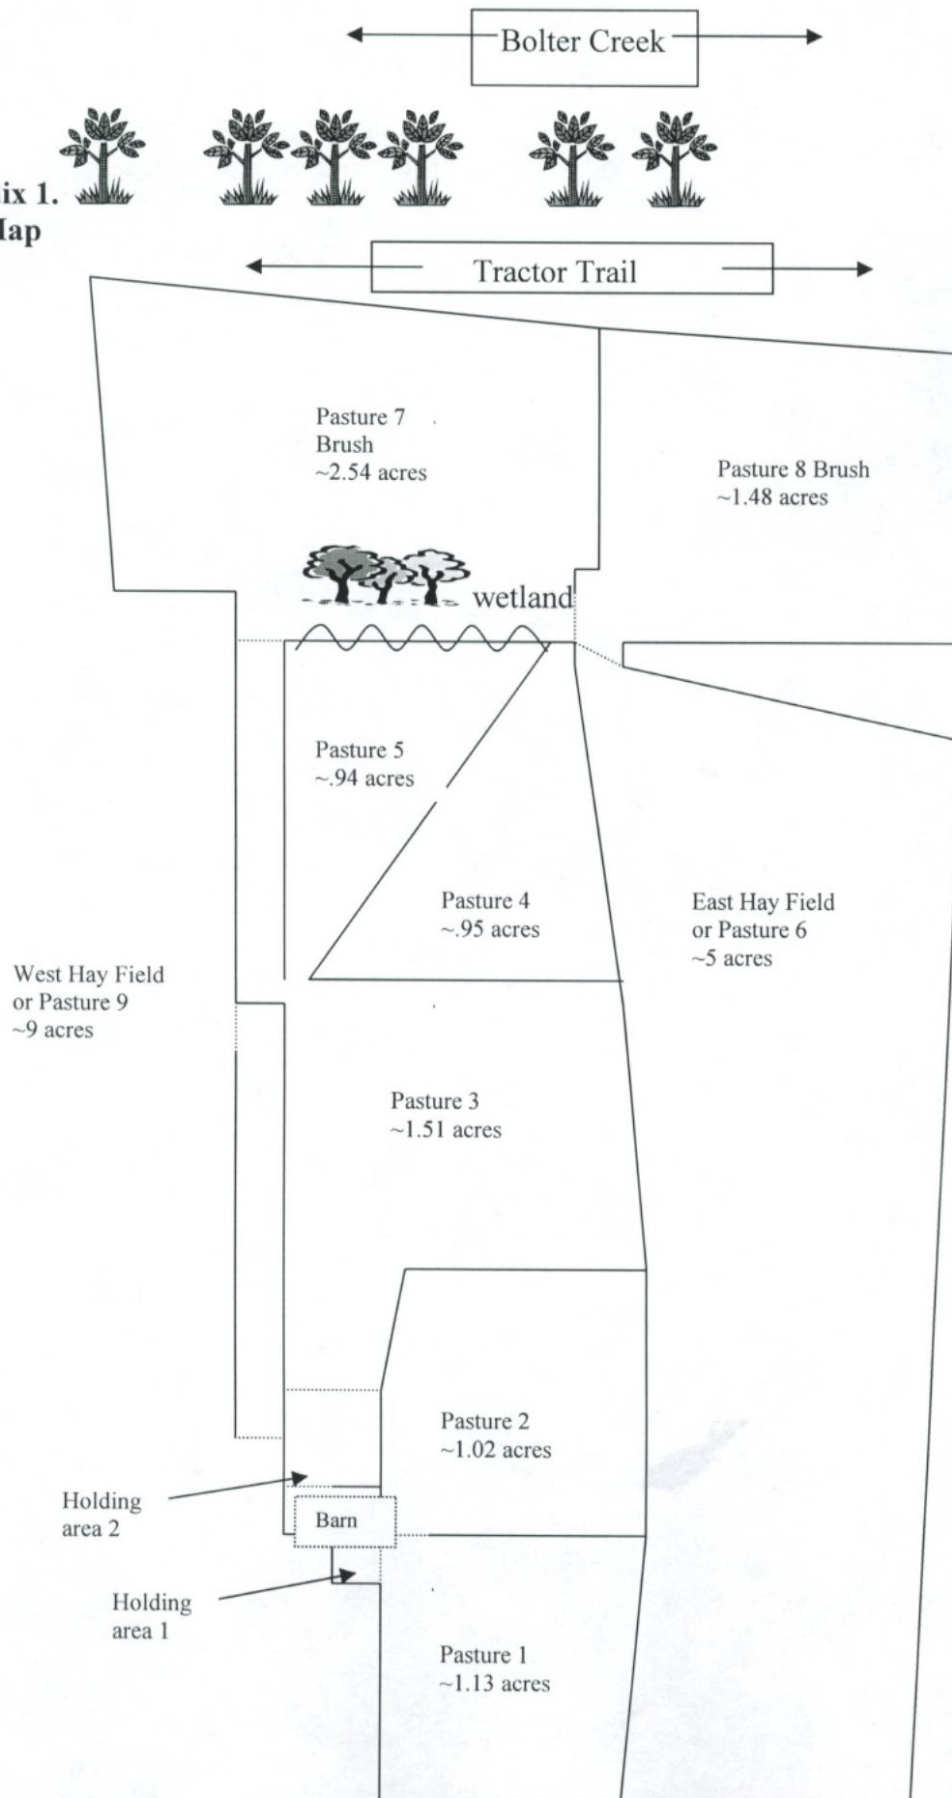 Bolter Creek
ix 1.
Map
Tractor Trail
Pasture 7
Brush
~2.54 acres
Pasture 8 Brush
~1.48 acres
wetland
Pasture 5
~.94 acres
Pasture 4
~.95 acres
East Hay Field
or Pasture 6
~5 acres
West Hay Field
or Pasture 9
~9 acres
Pasture 3
~1.51 acres
Pasture 2
~1.02 acres
Holding
area 2
Barn
Holding
area 1
Pasture 1
~1.13 acres